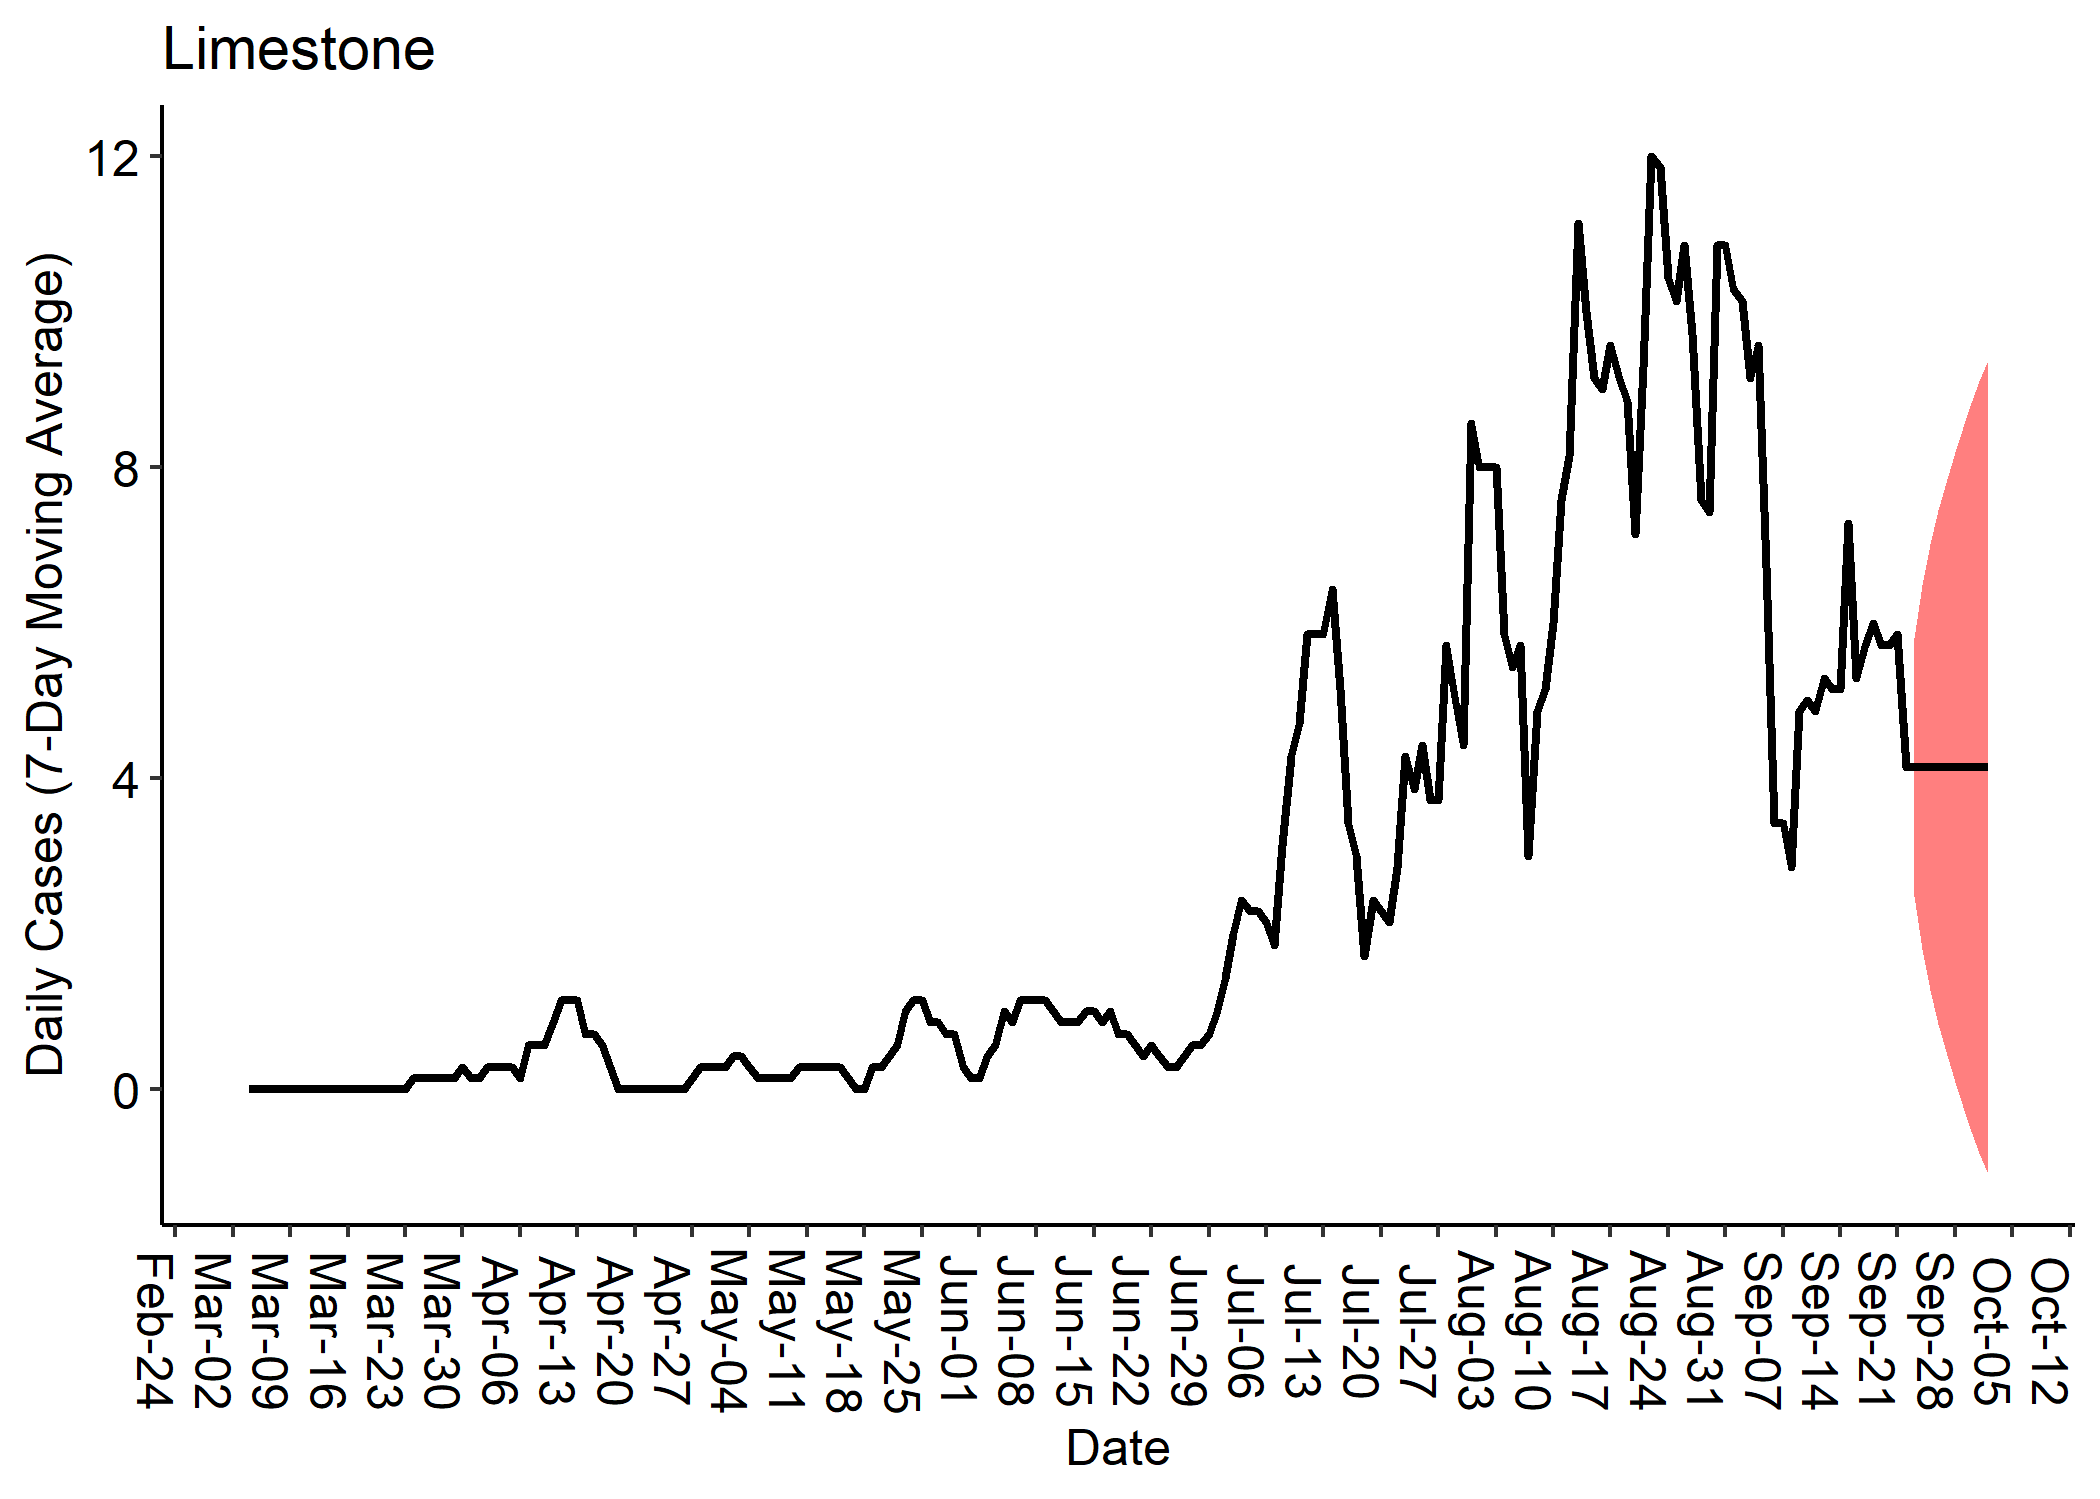 Limestone
Daily Cases (7-Day Moving Average)
12
8
4
0
Feb-24
Mar-02
Mar-09
Mar-16
Mar-23
Mar-30
Apr-06
Apr-13
Apr-20
Apr-27
May-04
May-11
May-18
May-25
Jun-01
Jun-08
Jun-15
Jun-22
Jun-29
Jul-06
Jul-13
Jul-20
Jul-27
Aug-03
Aug-10
Aug-17
Aug-24
Aug-31
Sep-07
Sep-14
Sep-21
Sep-28
Oct-05
Oct-12
Date